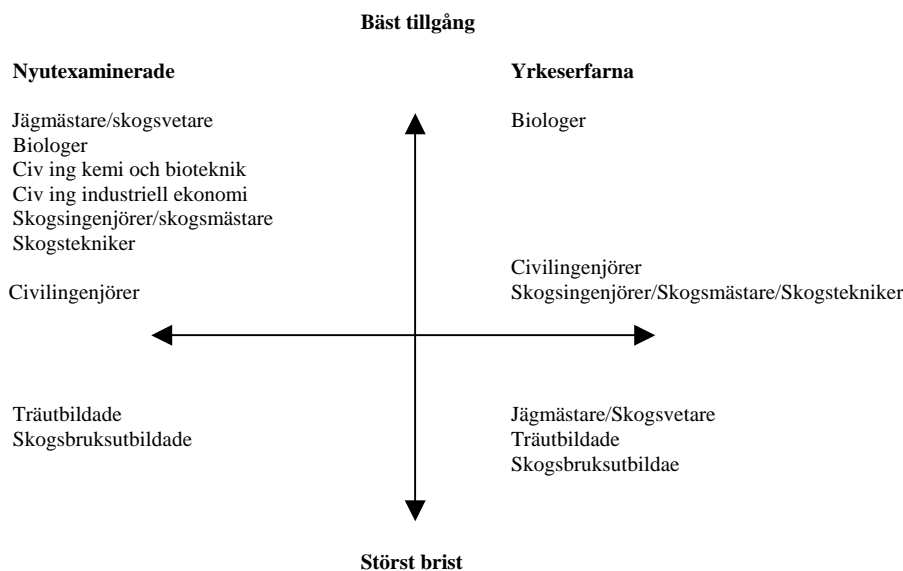 Bäst tillgång
Nyutexaminerade
Yrkeserfarna
Jägmästare/skogsvetare
Biologer
Civ ing kemi och bioteknik
Civ ing industriell ekonomi
Skogsingenjörer/skogsmästare
Skogstekniker
Civilingenjörer
Biologer
Civilingenjörer
Skogsingenjörer/Skogsmästare/Skogstekniker
Träutbildade
Skogsbruksutbildade
Jägmästare/Skogsvetare
Träutbildade
Skogsbruksutbildae
Störst brist